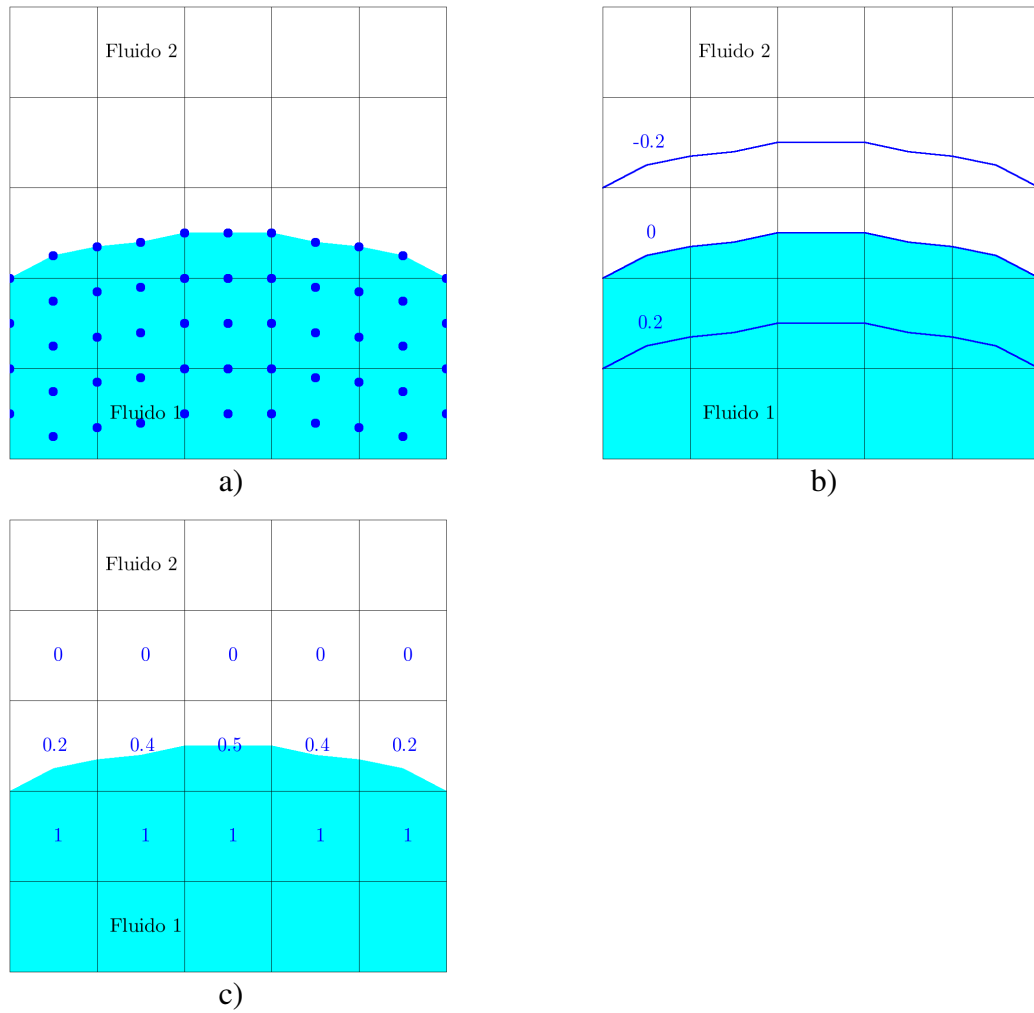 Fluido 2
Fluido 1
a)
Fluido 2
-0.2
0
0.2
Fluido 1
b)
Fluido 2
0 0 0 0 0
0.2 0.4 0.5 0.4 0.2
1 1 1 1 1
Fluido 1
c)